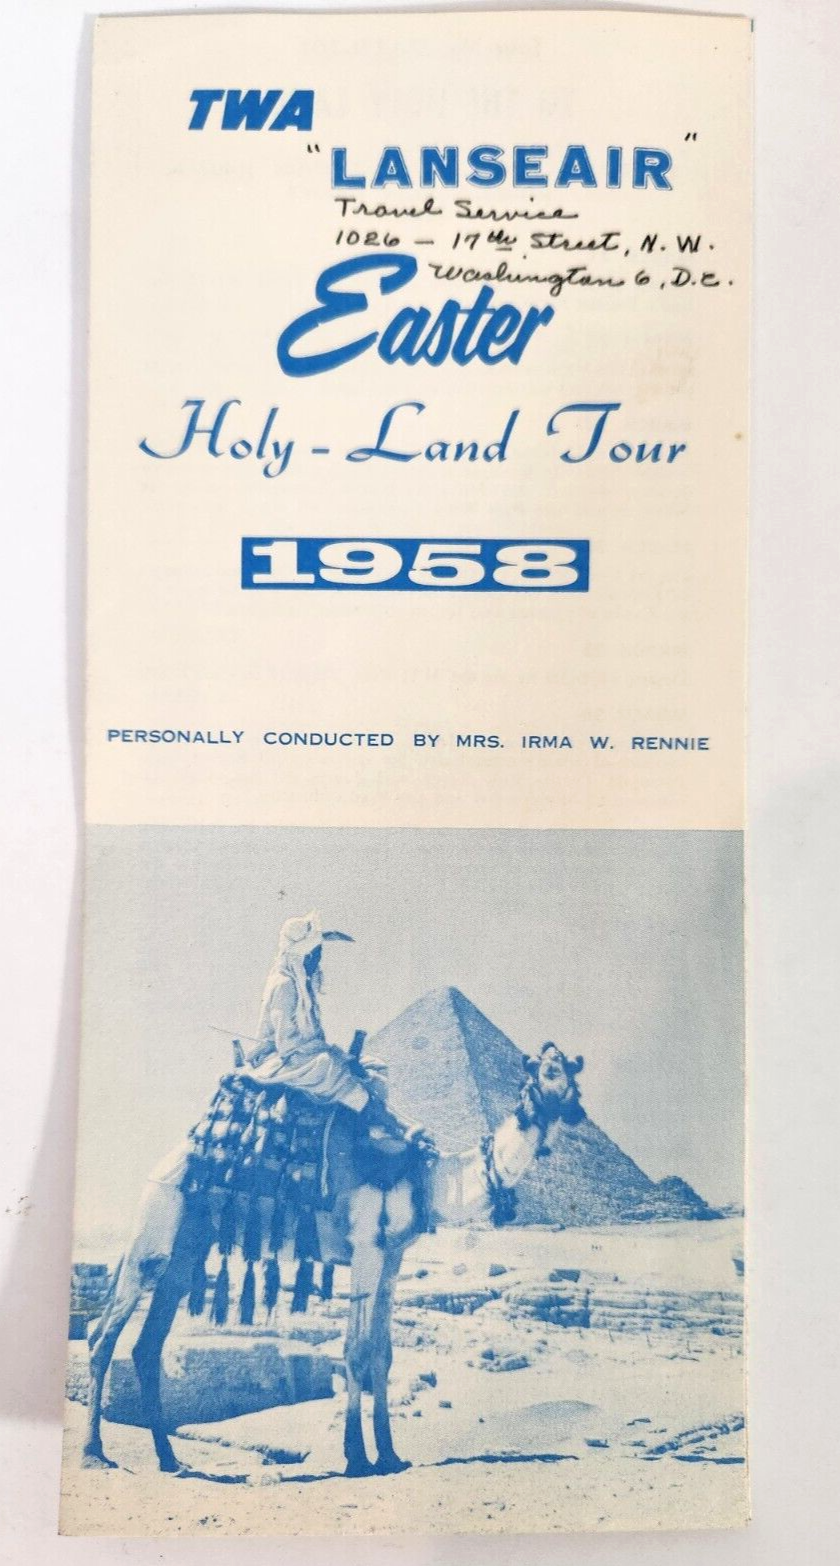 TWA
"LANSEAIR"
Travel Service
1026 — 17th Street, N.W.
Washington 6, D.C.
Easter
Holy-Land Tour
1958
PERSONALLY CONDUCTED BY MRS. IRMA W. RENNIE